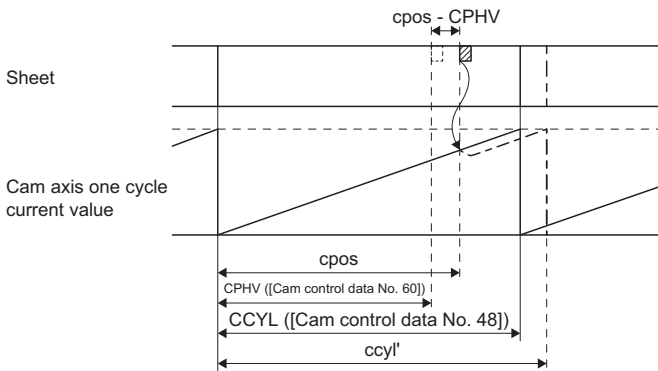 cpos - CPHV
Sheet
Cam axis one cycle
current value
cpos
CPHV ([Cam control data No. 60])
CCYL ([Cam control data No. 48])
ccyl'